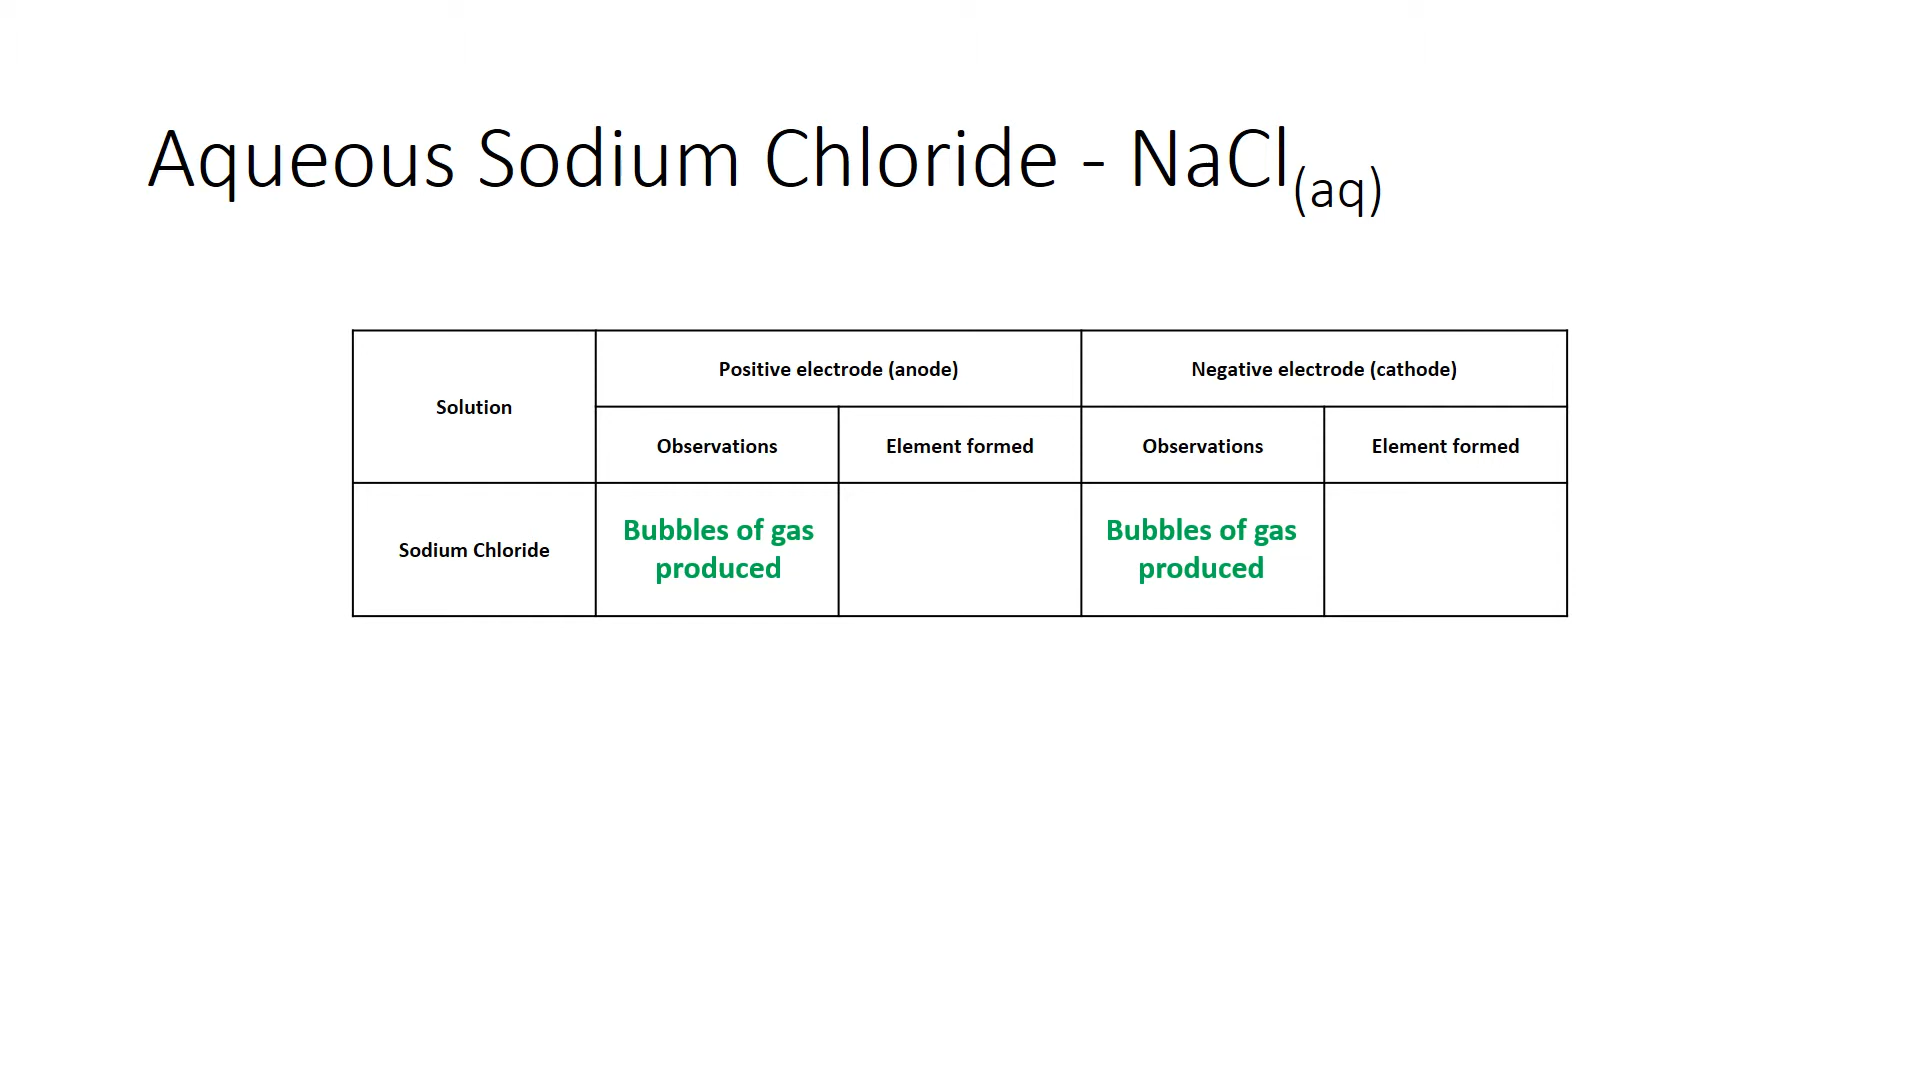 Aqueous Sodium Chloride - NaCl(aq)
Solution
Positive electrode (anode)
Negative electrode (cathode)
Observations
Element formed
Observations
Element formed
Sodium Chloride
Bubbles of gas
produced
Bubbles of gas
produced